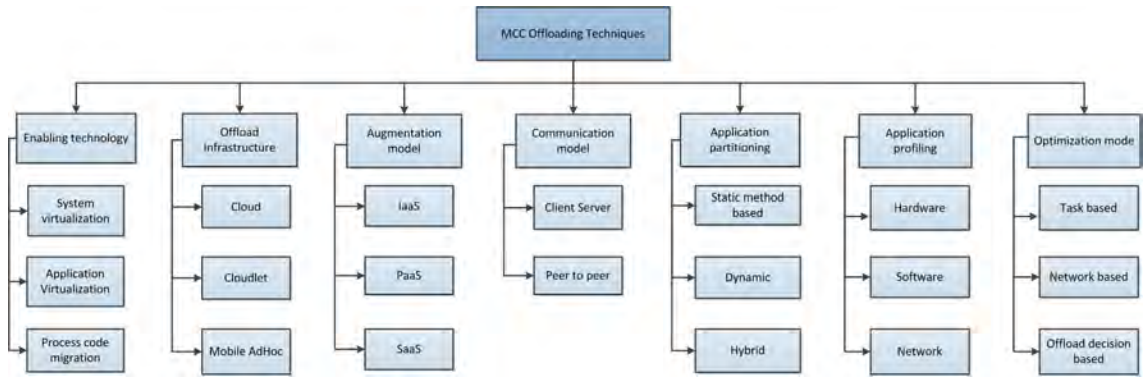 MCC Offloading Techniques
Enabling technology
Offload
infrastructure
Augmentation
model
Communication
model
Application
partitioning
Application
profiling
Optimization mode
System
virtualization
Cloud
IaaS
Client Server
Static method
based
Hardware
Task based
Application
Virtualization
Cloudlet
PaaS
Peer to peer
Dynamic
Software
Network based
Process code
migration
Mobile AdHoc
SaaS
Hybrid
Network
Offload decision
based